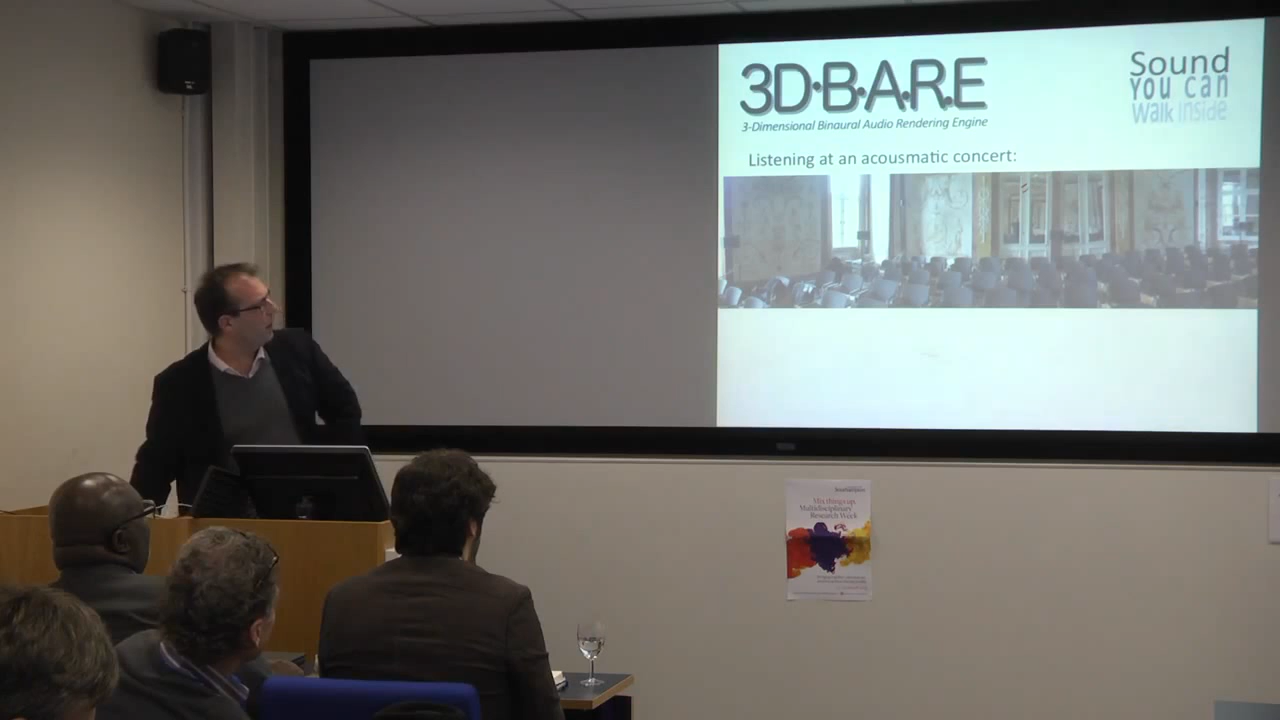 3D·B·A·R·E
3-Dimensional Binaural Audio Rendering Engine
Sound
you can
Walk Inside
Listening at an acousmatic concert:
Southampton
Mix things up,
Multidisciplinary
Research Week